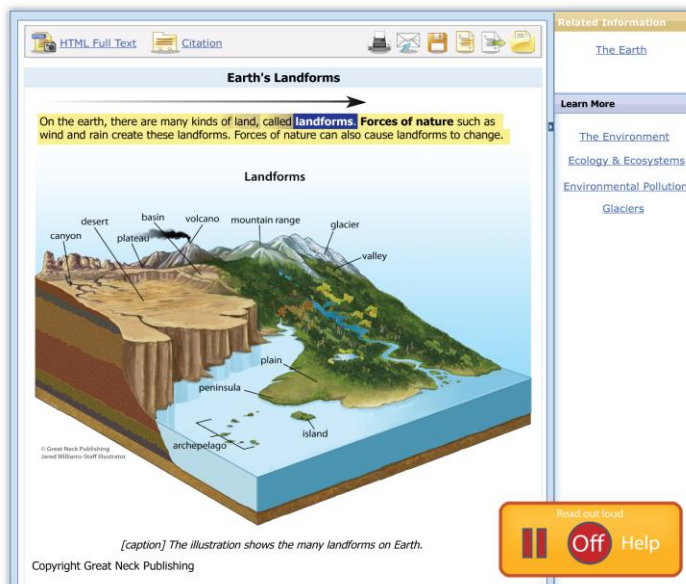 HTML Full Text
Citation
Related Information
The Earth
Learn More
The Environment
Ecology & Ecosystems
Environmental Pollution
Glaciers
Earth's Landforms
On the earth, there are many kinds of land, called landforms. Forces of nature such as
wind and rain create these landforms. Forces of nature can also cause landforms to change.
Landforms
canyon
desert
plateau
basin
volcano
mountain range
glacier
valley
plain
peninsula
island
archepelago
© Great Neck Publishing
Jared Williams-Staff Illustrator
[caption] The illustration shows the many landforms on Earth.
Copyright Great Neck Publishing
Read out loud
Off
Help